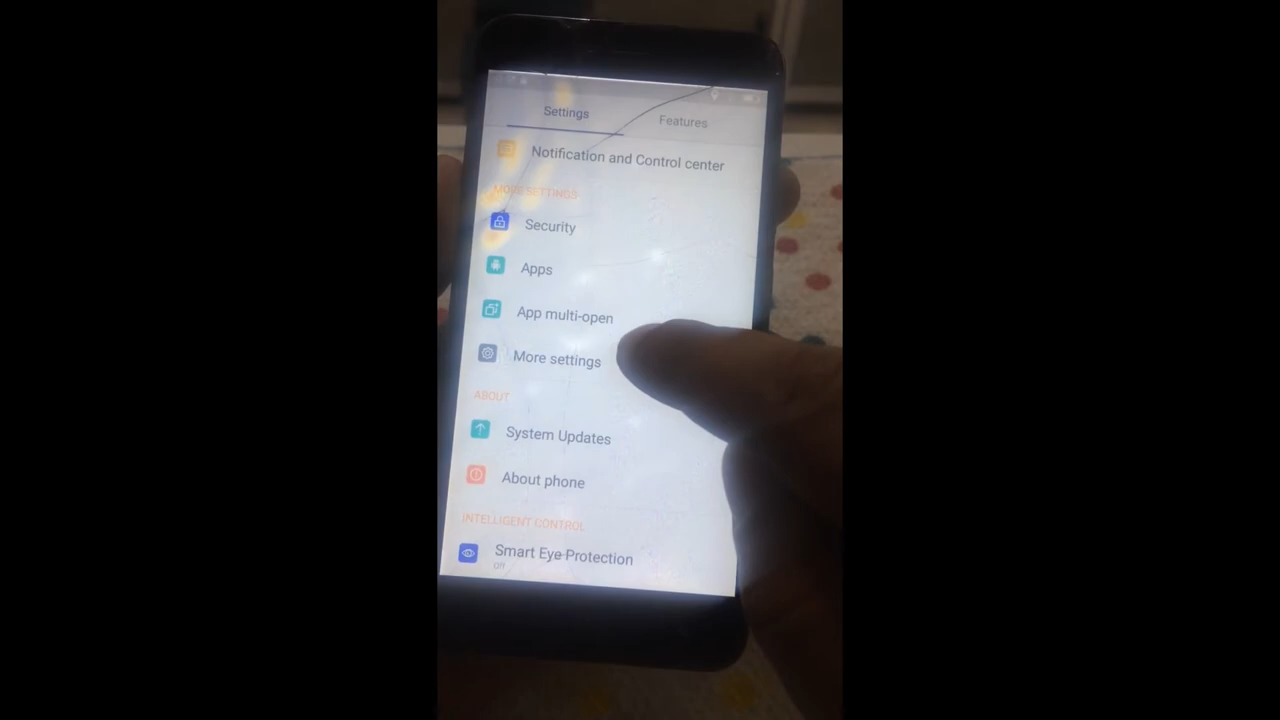 Settings
Features
Notification and Control center
MORE SETTINGS
Security
Apps
App multi-open
More settings
ABOUT
System Updates
About phone
INTELLIGENT CONTROL
Smart Eye Protection
Off